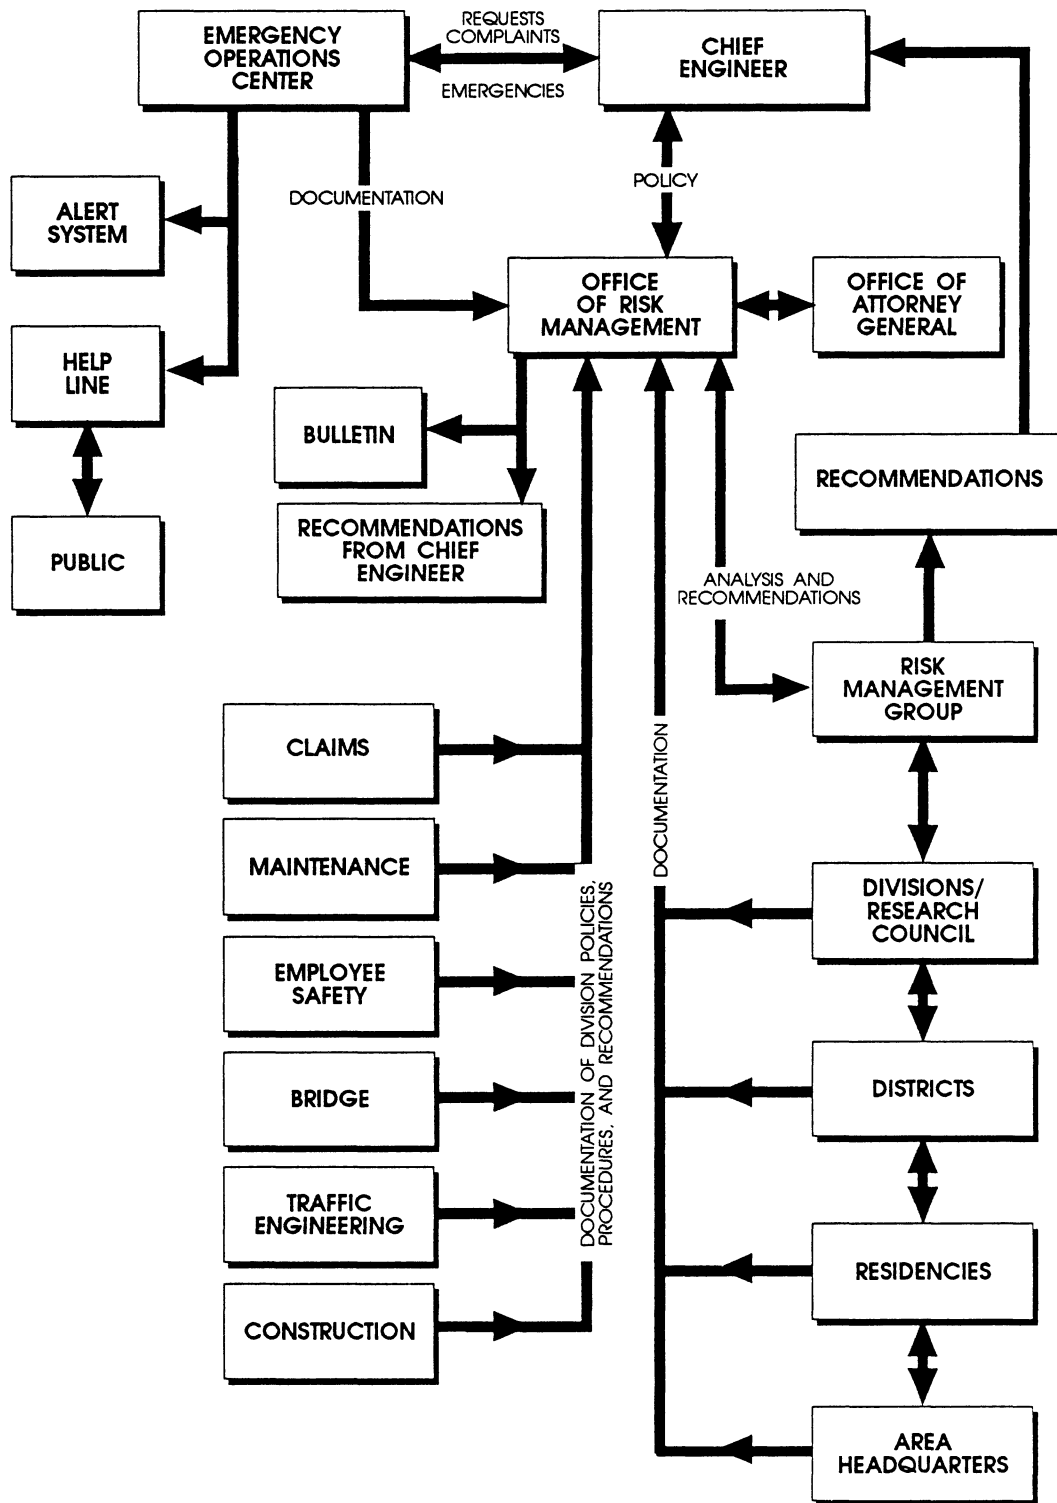 EMERGENCY
OPERATIONS
CENTER
REQUESTS
COMPLAINTS
EMERGENCIES
CHIEF
ENGINEER
ALERT
SYSTEM
DOCUMENTATION
POLICY
OFFICE
OF RISK
MANAGEMENT
OFFICE OF
ATTORNEY
GENERAL
HELP
LINE
BULLETIN
RECOMMENDATIONS
PUBLIC
RECOMMENDATIONS
FROM CHIEF
ENGINEER
ANALYSIS AND
RECOMMENDATIONS
RISK
MANAGEMENT
GROUP
CLAIMS
DOCUMENTATION
MAINTENANCE
DIVISIONS/
RESEARCH
COUNCIL
EMPLOYEE
SAFETY
DOCUMENTATION OF DIVISION POLICIES,
PROCEDURES, AND RECOMMENDATIONS
BRIDGE
DISTRICTS
TRAFFIC
ENGINEERING
RESIDENCIES
CONSTRUCTION
AREA
HEADQUARTERS